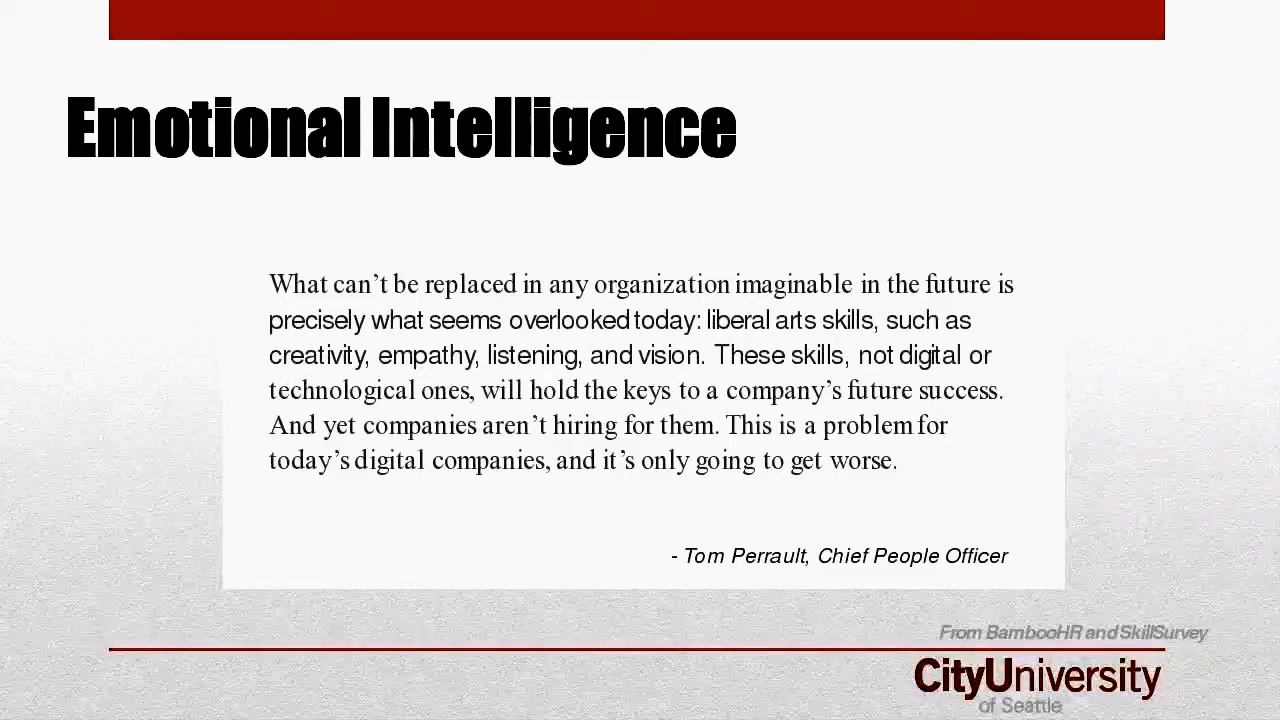 Emotional Intelligence
What can’t be replaced in any organization imaginable in the future is
precisely what seems overlooked today: liberal arts skills, such as
creativity, empathy, listening, and vision. These skills, not digital or
technological ones, will hold the keys to a company’s future success.
And yet companies aren’t hiring for them. This is a problem for
today’s digital companies, and it’s only going to get worse.
- Tom Perrault, Chief People Officer
From BambooHR and SkillSurvey
CityUniversity
of Seattle